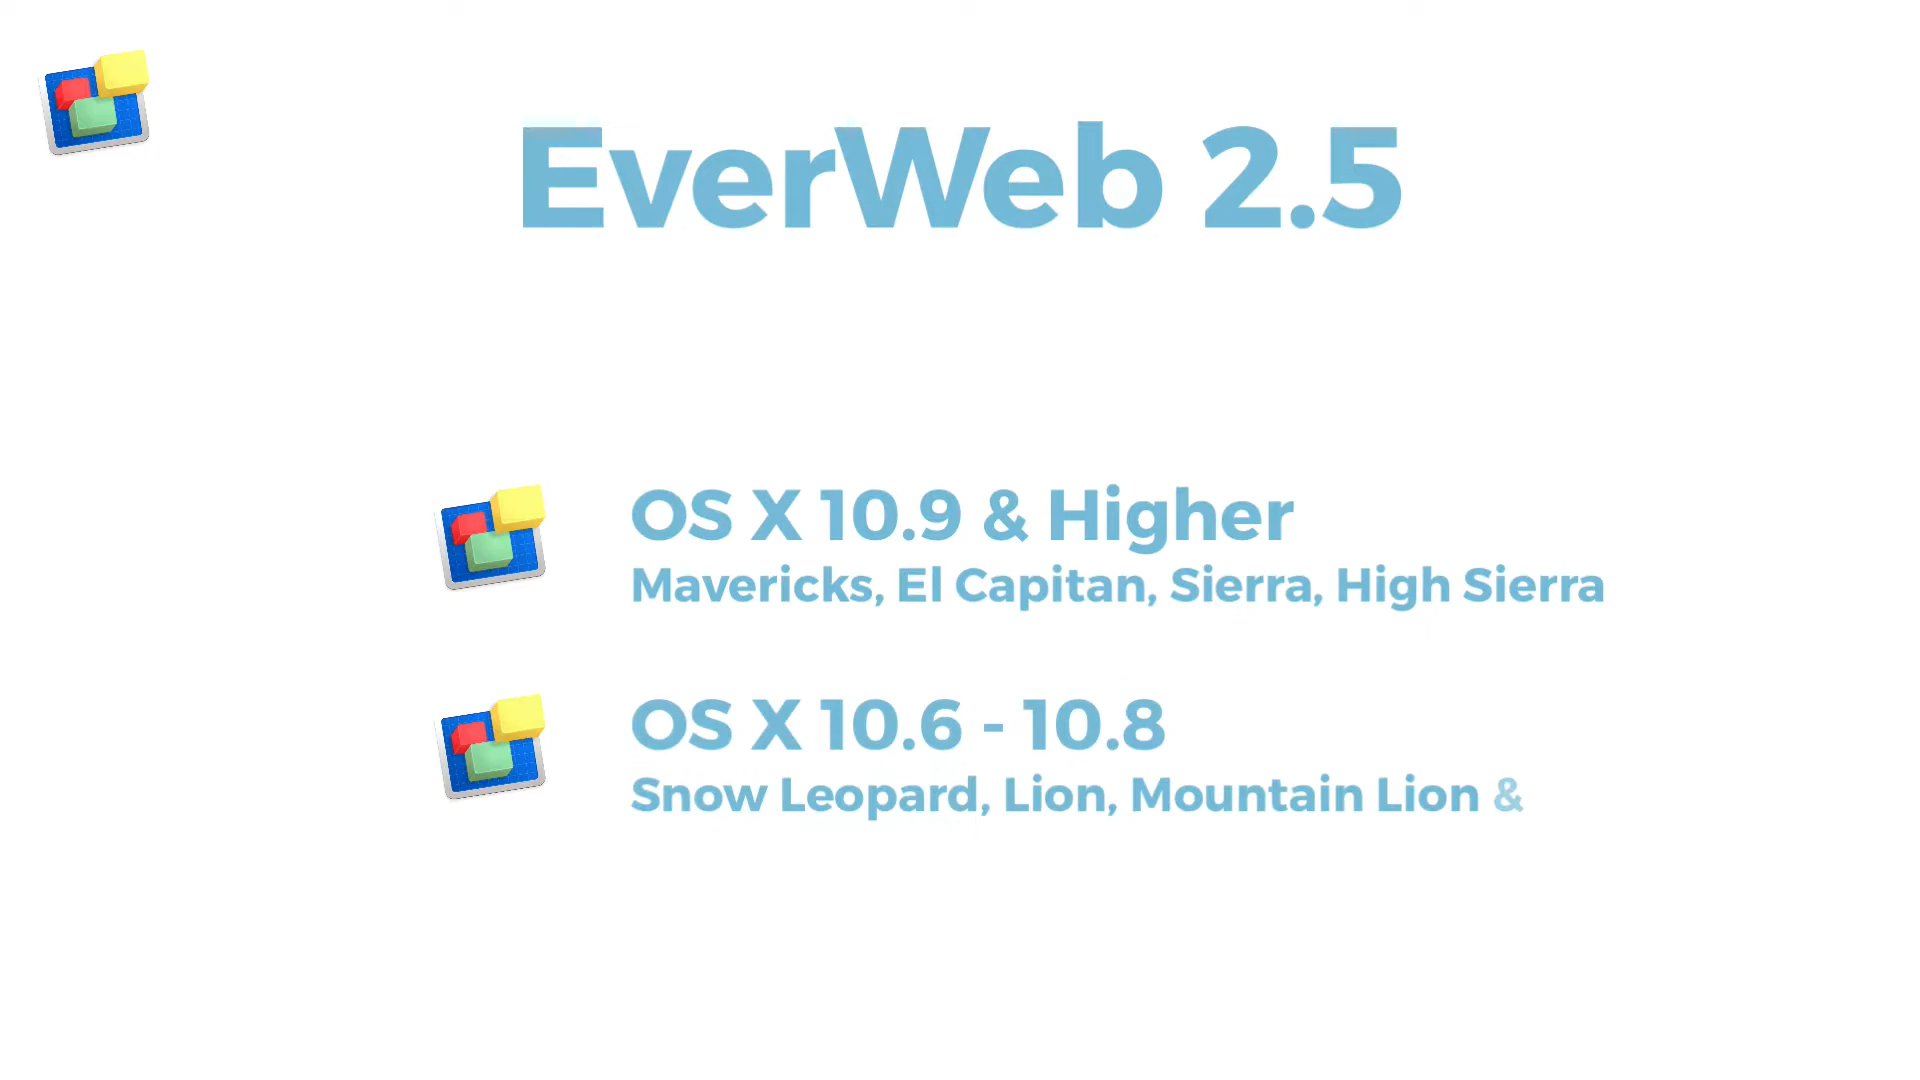 EverWeb 2.5
OS X 10.9 & Higher
Mavericks, El Capitan, Sierra, High Sierra
OS X 10.6 - 10.8
Snow Leopard, Lion, Mountain Lion &